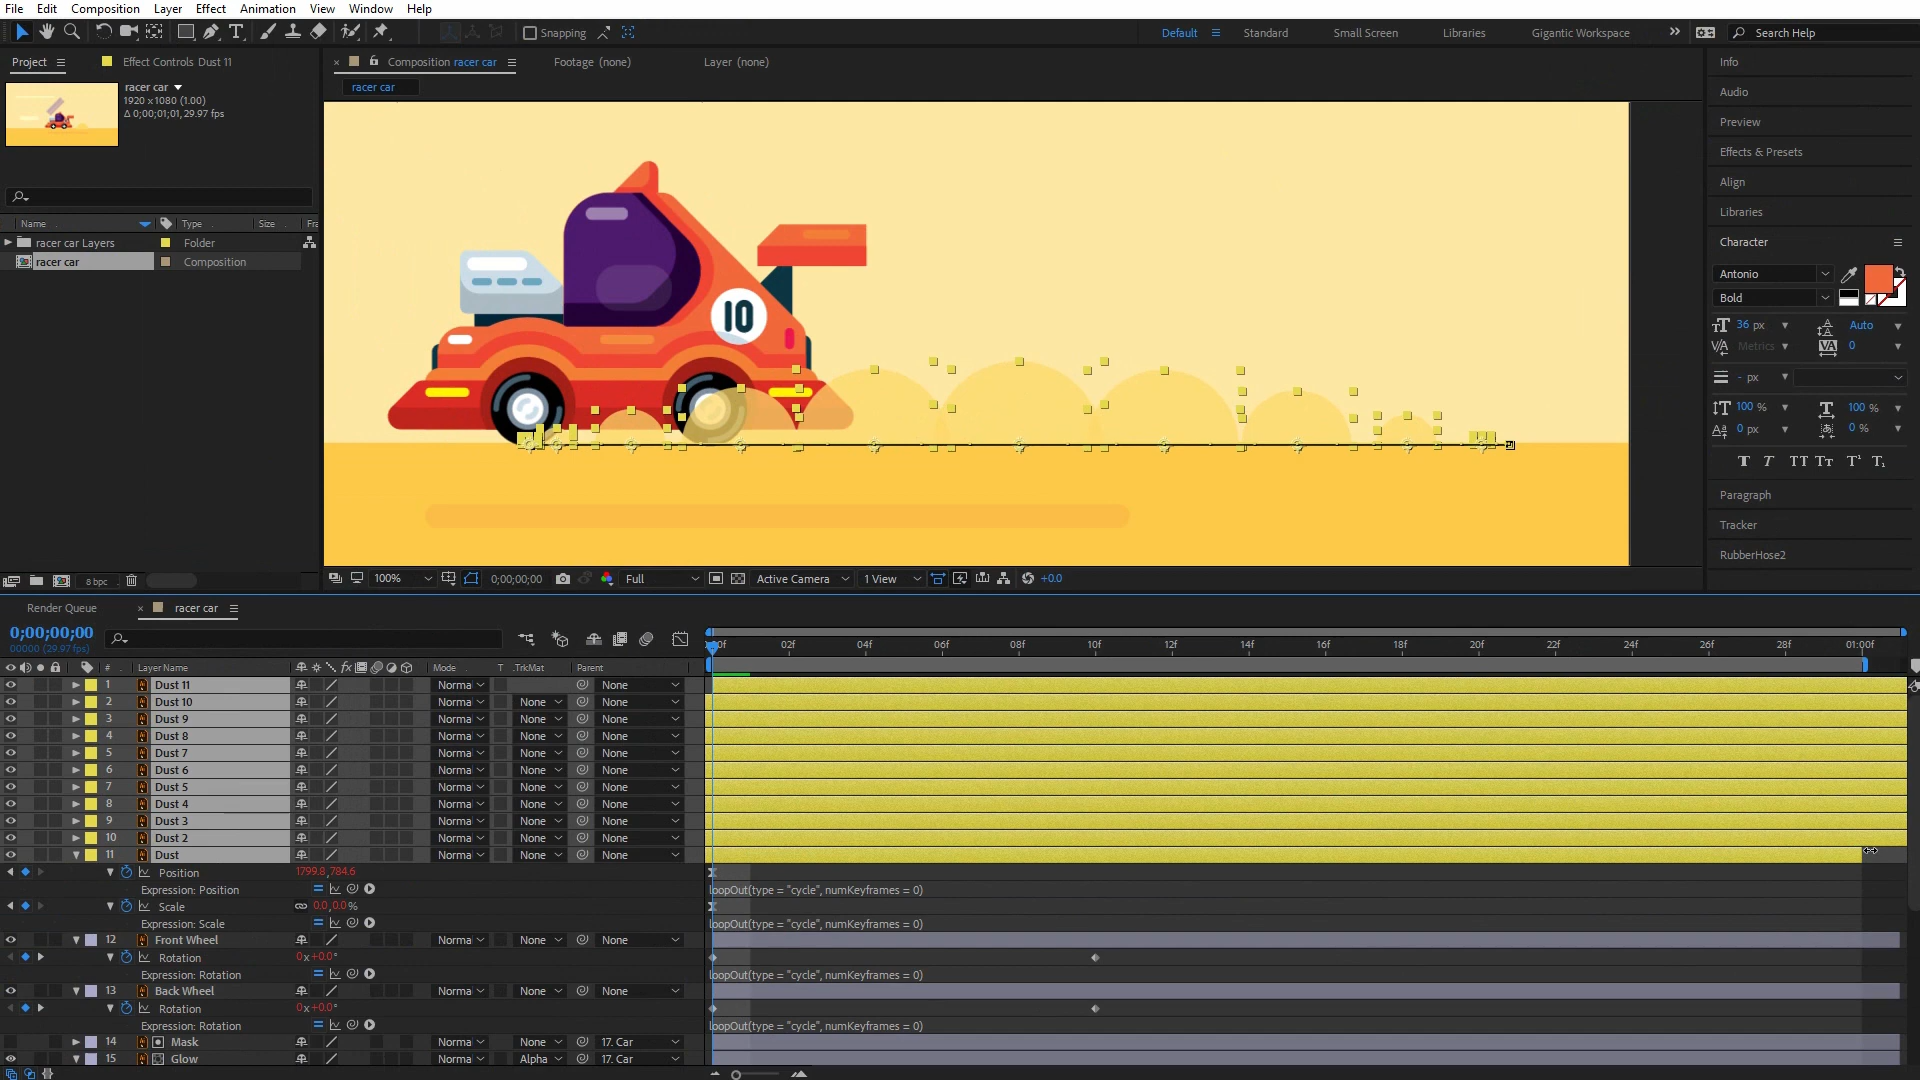 File Edit Composition Layer Effect Animation View Window Help
Snapping Default Standard Small Screen Libraries Gigantic Workspace Search Help
Project Effect Controls Dust 11 Composition racer car Footage (none) Layer (none) Info
racer car racer car Audio
1920 x1080 (1.00)
Δ 0;00;01;01, 29.97 fps
Preview
Effects & Presets
Align
Libraries
Name Type Size Fra
racer car Layers Folder
racer car Composition
Character
Antonio
Bold
36 px Auto
Metrics 0
- px
100 % 100 %
0 px 0 %
T T TT Tr T¹ T₁
Paragraph
Tracker
RubberHose2
10
8 bpc 100% 0;00;00;00 Full Active Camera 1 View +0.0
Render Queue racer car
0;00;00;00
00000 (29.97 fps)
02f 04f 06f 08f 10f 12f 14f 16f 18f 20f 22f 24f 26f 28f 01:00f
# Layer Name fx Mode T .TrkMat Parent
1 Dust 11 Norma None
2 Dust 10 Norma None None
3 Dust 9 Norma None None
4 Dust 8 Norma None None
5 Dust 7 Norma None None
6 Dust 6 Norma None None
7 Dust 5 Norma None None
8 Dust 4 Norma None None
9 Dust 3 Norma None None
10 Dust 2 Norma None None
11 Dust Norma None None
Position 1799.8,784.6
Expression: Position loopOut(type = "cycle", numKeyframes = 0)
Scale 0.0,0.0%
Expression: Scale loopOut(type = "cycle", numKeyframes = 0)
12 Front Wheel Norma None None
Rotation 0x+0.0°
Expression: Rotation loopOut(type = "cycle", numKeyframes = 0)
13 Back Wheel Norma None None
Rotation 0x+0.0°
Expression: Rotation loopOut(type = "cycle", numKeyframes = 0)
14 Mask Norma None 17. Car
15 Glow Norma Alpha 17. Car